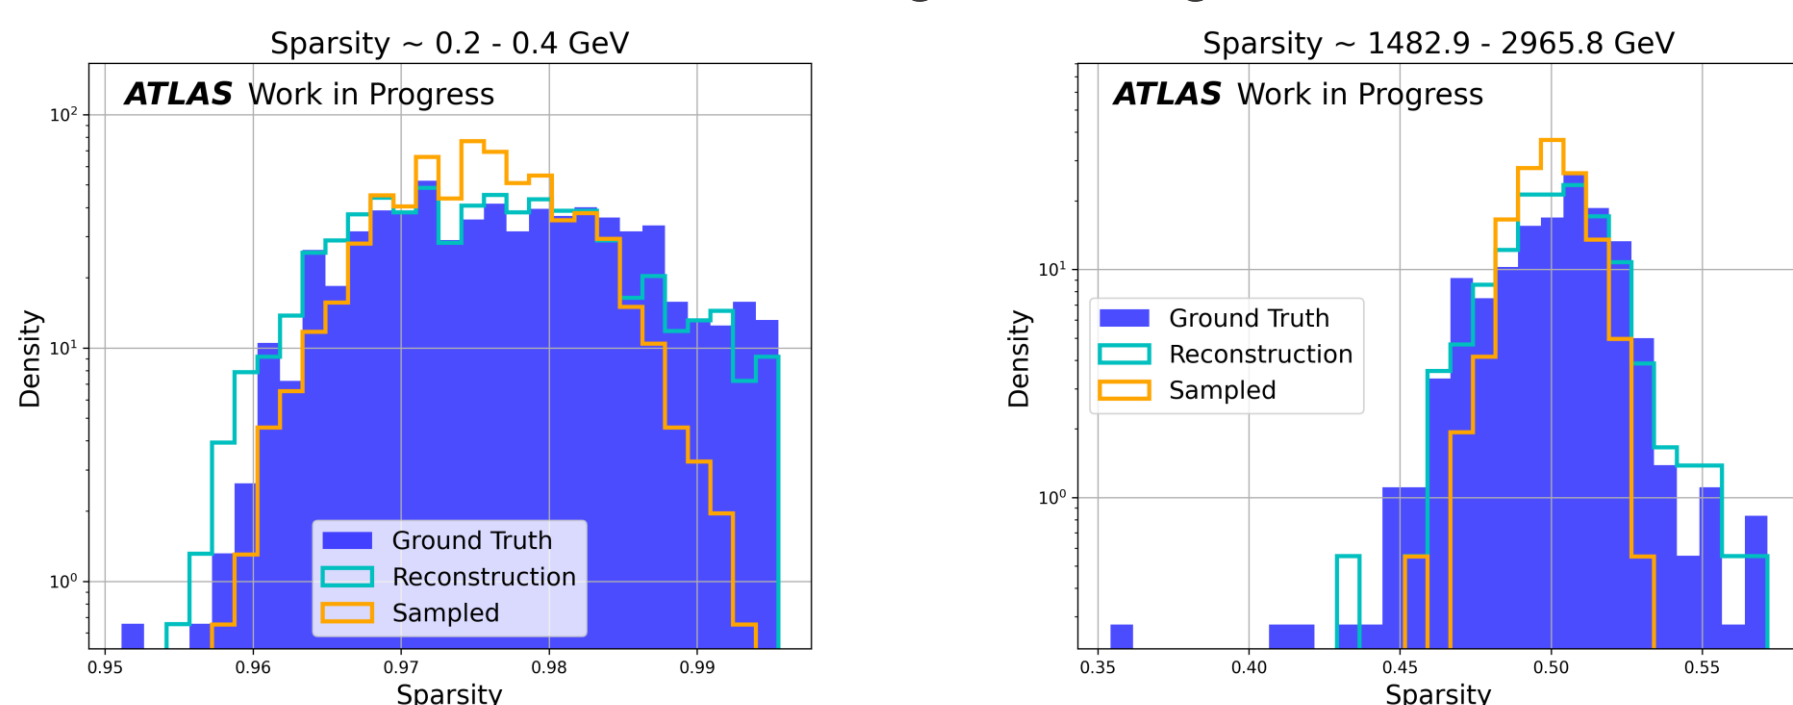 Sparsity ~ 0.2 - 0.4 GeV
ATLAS Work in Progress
10²
10¹
10⁰
Density
Ground Truth
Reconstruction
Sampled
0.95 0.96 0.97 0.98 0.99
Sparsity
Sparsity ~ 1482.9 - 2965.8 GeV
ATLAS Work in Progress
10¹
10⁰
Density
Ground Truth
Reconstruction
Sampled
0.35 0.40 0.45 0.50 0.55
Sparsity